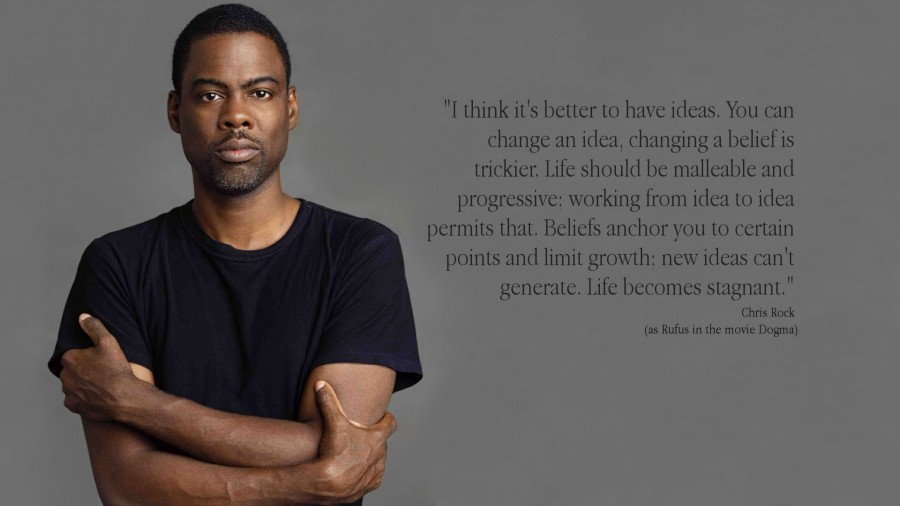 "I think it's better to have ideas. You can
change an idea, changing a belief is
trickier. Life should be malleable and
progressive; working from idea to idea
permits that. Beliefs anchor you to certain
points and limit growth; new ideas can't
generate. Life becomes stagnant."
Chris Rock
(as Rufus in the movie Dogma)